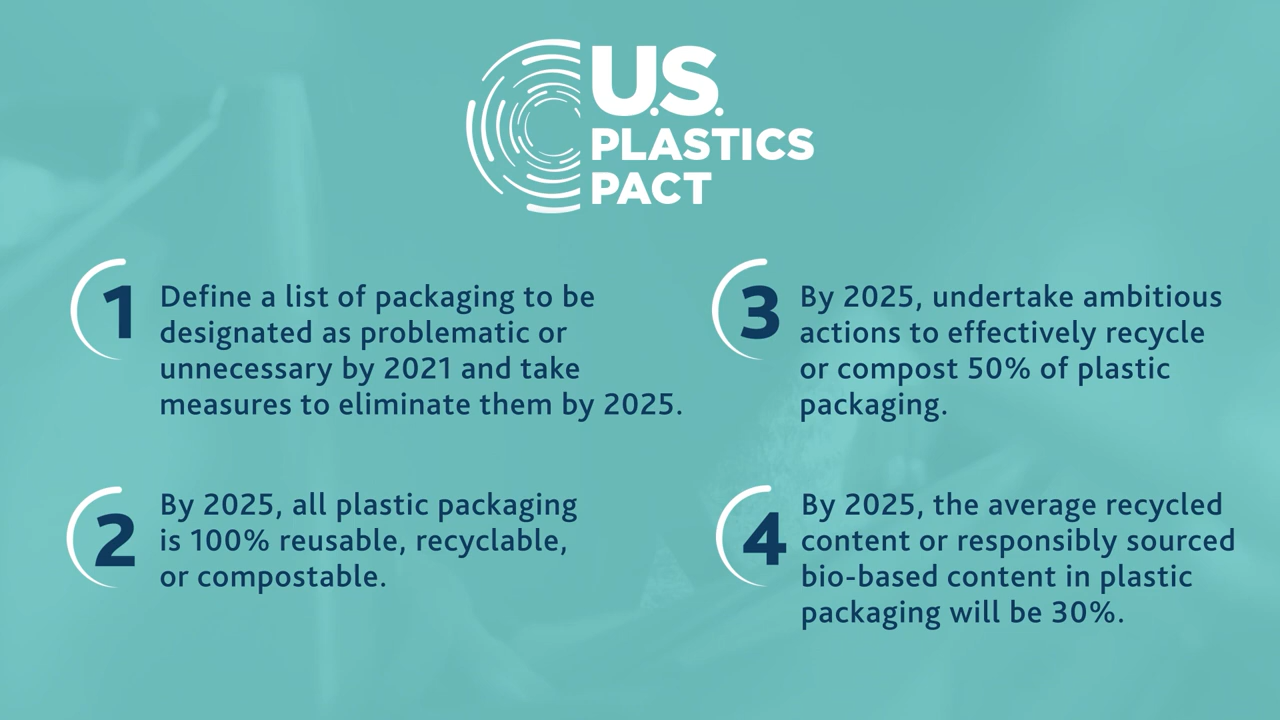 U.S.
PLASTICS
PACT
1
Define a list of packaging to be
designated as problematic or
unnecessary by 2021 and take
measures to eliminate them by 2025.
2
By 2025, all plastic packaging
is 100% reusable, recyclable,
or compostable.
3
By 2025, undertake ambitious
actions to effectively recycle
or compost 50% of plastic
packaging.
4
By 2025, the average recycled
content or responsibly sourced
bio-based content in plastic
packaging will be 30%.